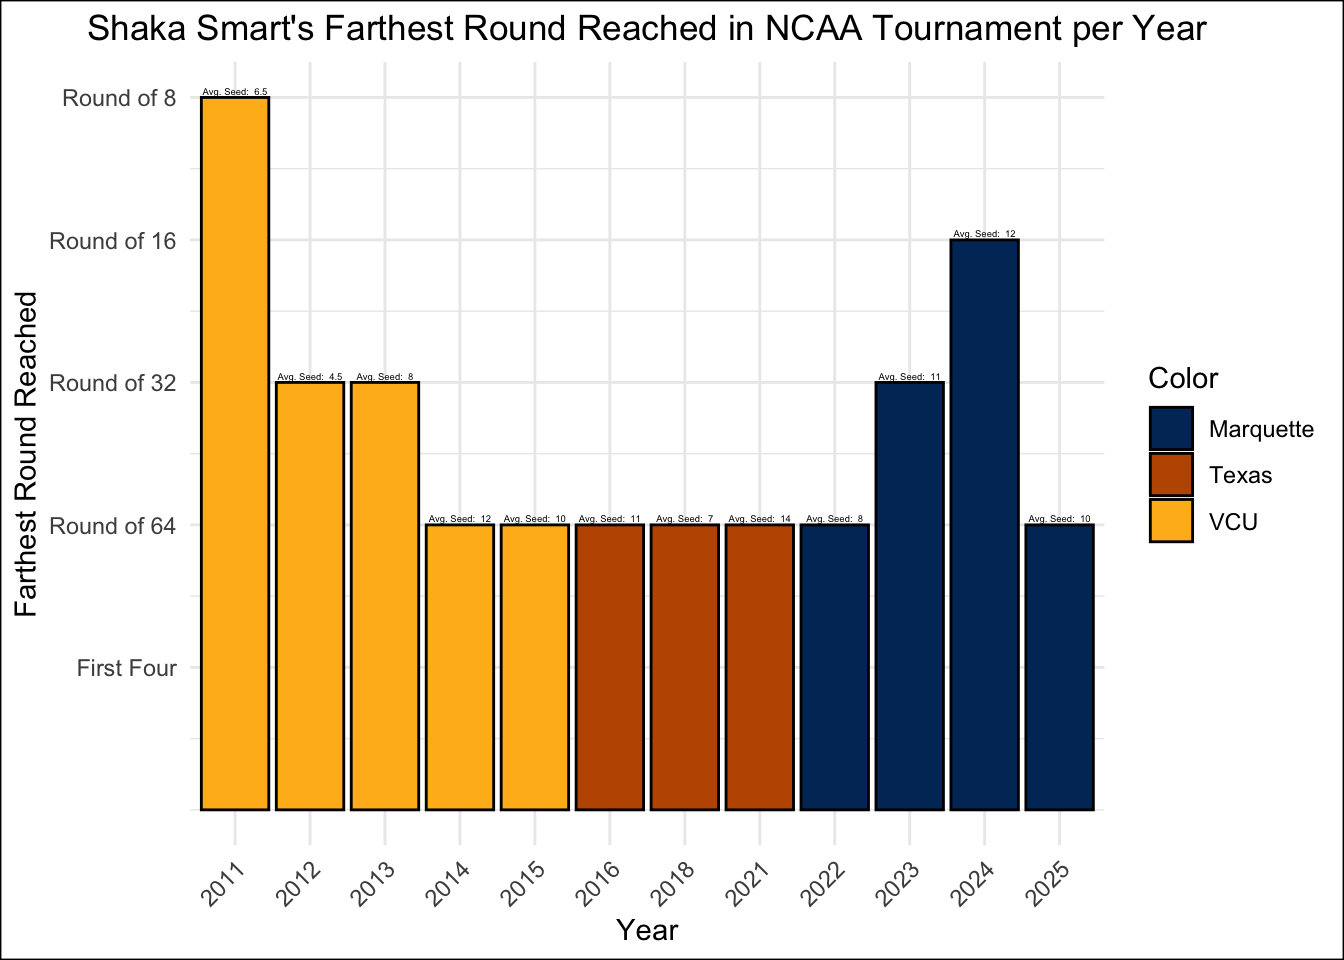 Shaka Smart's Farthest Round Reached in NCAA Tournament per Year
Farthest Round Reached
Round of 8
Round of 16
Round of 32
Round of 64
First Four
Avg. Seed: 6.5
Avg. Seed: 4.5
Avg. Seed: 8
Avg. Seed: 12
Avg. Seed: 10
Avg. Seed: 11
Avg. Seed: 7
Avg. Seed: 14
Avg. Seed: 8
Avg. Seed: 11
Avg. Seed: 12
Avg. Seed: 10
2011
2012
2013
2014
2015
2016
2018
2021
2022
2023
2024
2025
Year
Color
Marquette
Texas
VCU